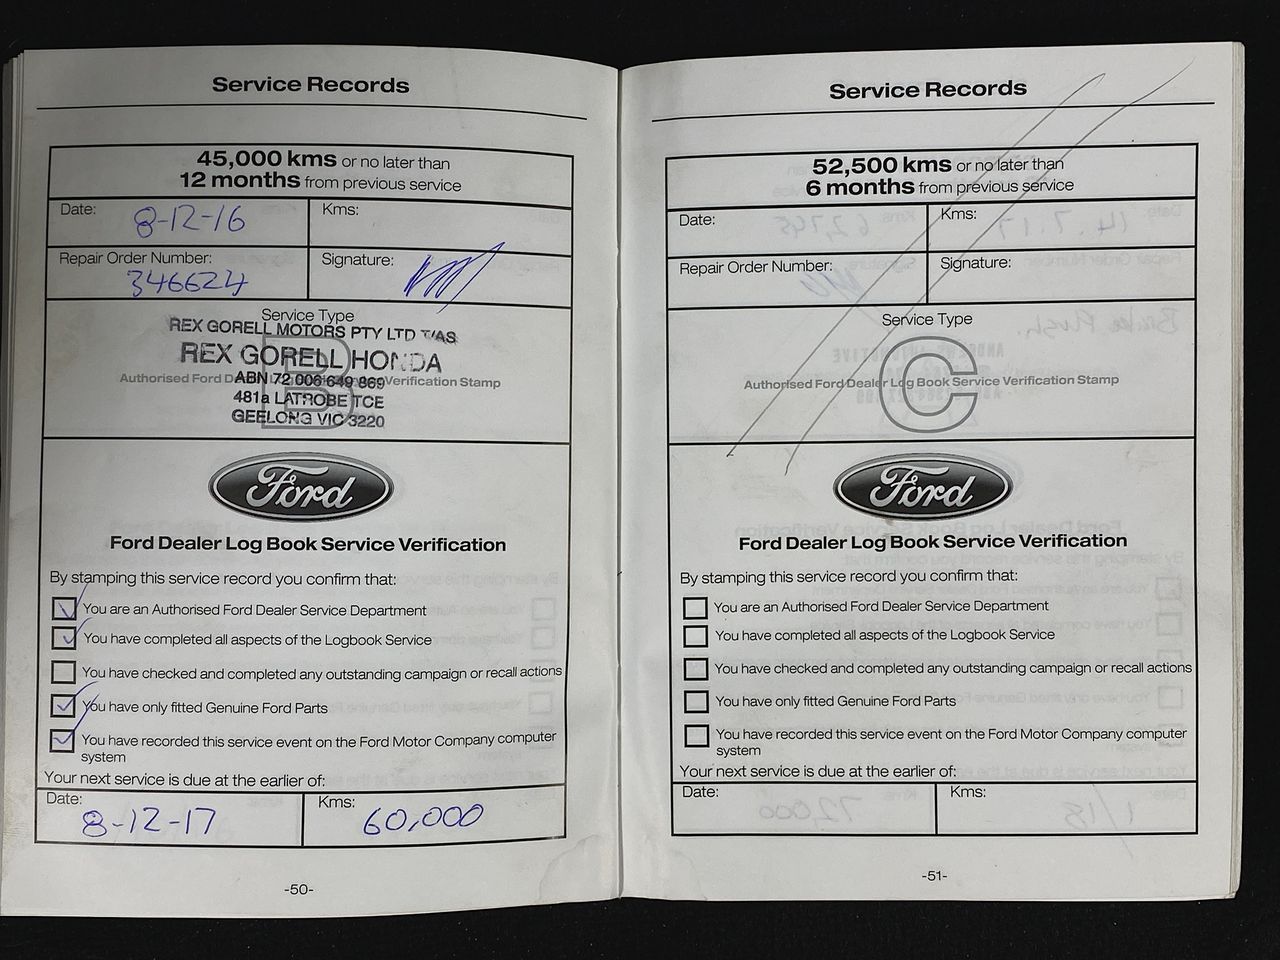 Service Records
45,000 kms or no later than
12 months from previous service
Date: 8-12-16
Kms:
Repair Order Number: 346624
Signature:
Service Type
B
REX GORELL MOTORS PTY LTD T/AS
REX GORELL HONDA
ABN 72 006 649 869
Authorised Ford Dealer Log Book Service Verification Stamp
481a LATROBE TCE
GEELONG VIC 3220
Ford
Ford Dealer Log Book Service Verification
By stamping this service record you confirm that:
You are an Authorised Ford Dealer Service Department
You have completed all aspects of the Logbook Service
You have checked and completed any outstanding campaign or recall actions
You have only fitted Genuine Ford Parts
You have recorded this service event on the Ford Motor Company computer
system
Your next service is due at the earlier of:
Date: 8-12-17
Kms: 60,000
-50-
Service Records
52,500 kms or no later than
6 months from previous service
Date:
Kms:
Repair Order Number:
Signature:
Service Type
C
Authorised Ford Dealer Log Book Service Verification Stamp
Ford
Ford Dealer Log Book Service Verification
By stamping this service record you confirm that:
You are an Authorised Ford Dealer Service Department
You have completed all aspects of the Logbook Service
You have checked and completed any outstanding campaign or recall actions
You have only fitted Genuine Ford Parts
You have recorded this service event on the Ford Motor Company computer
system
Your next service is due at the earlier of:
Date:
Kms:
-51-